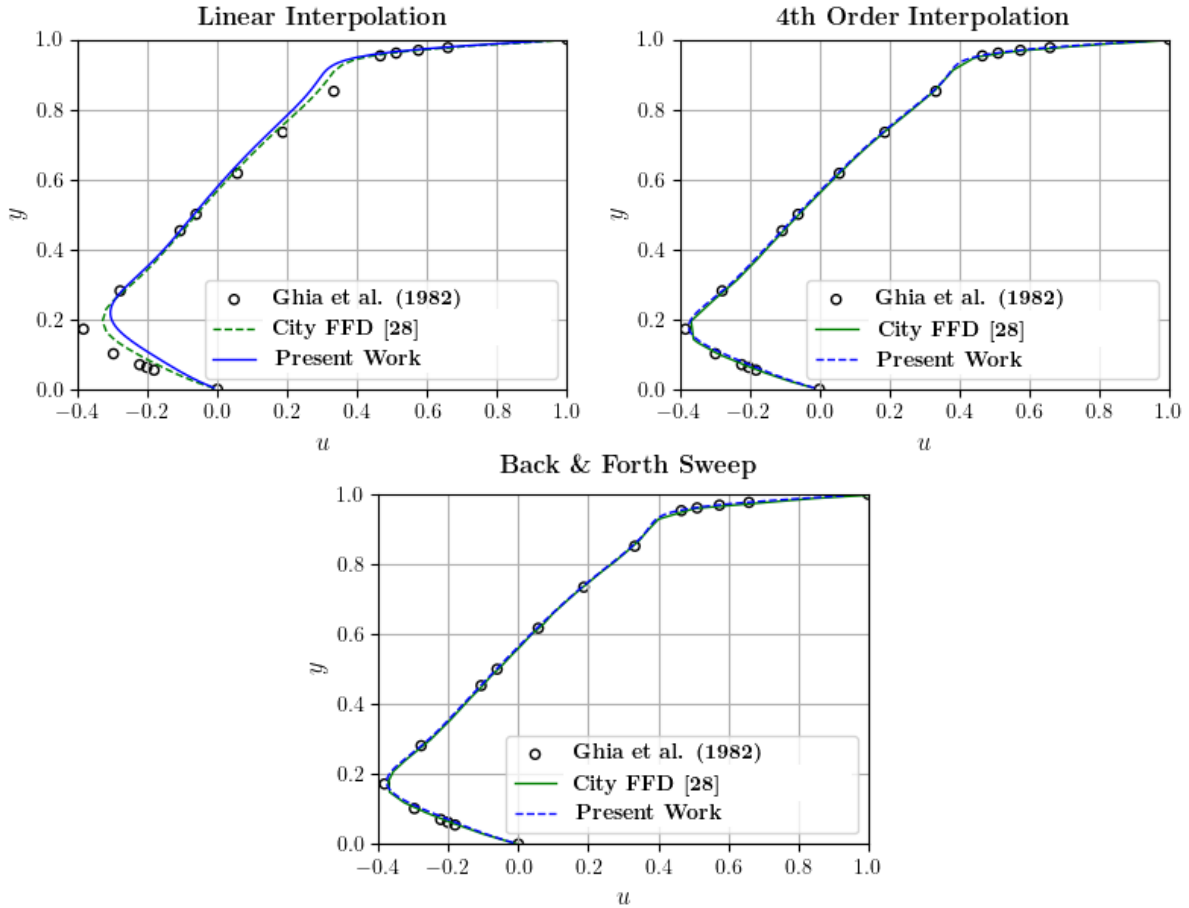 Linear Interpolation
1.0
0.8
0.6
0.4
0.2
0.0
y
−0.4 −0.2 0.0 0.2 0.4 0.6 0.8 1.0
u
Ghia et al. (1982)
City FFD [28]
Present Work
4th Order Interpolation
1.0
0.8
0.6
0.4
0.2
0.0
y
−0.4 −0.2 0.0 0.2 0.4 0.6 0.8 1.0
u
Ghia et al. (1982)
City FFD [28]
Present Work
Back & Forth Sweep
1.0
0.8
0.6
0.4
0.2
0.0
y
−0.4 −0.2 0.0 0.2 0.4 0.6 0.8 1.0
u
Ghia et al. (1982)
City FFD [28]
Present Work